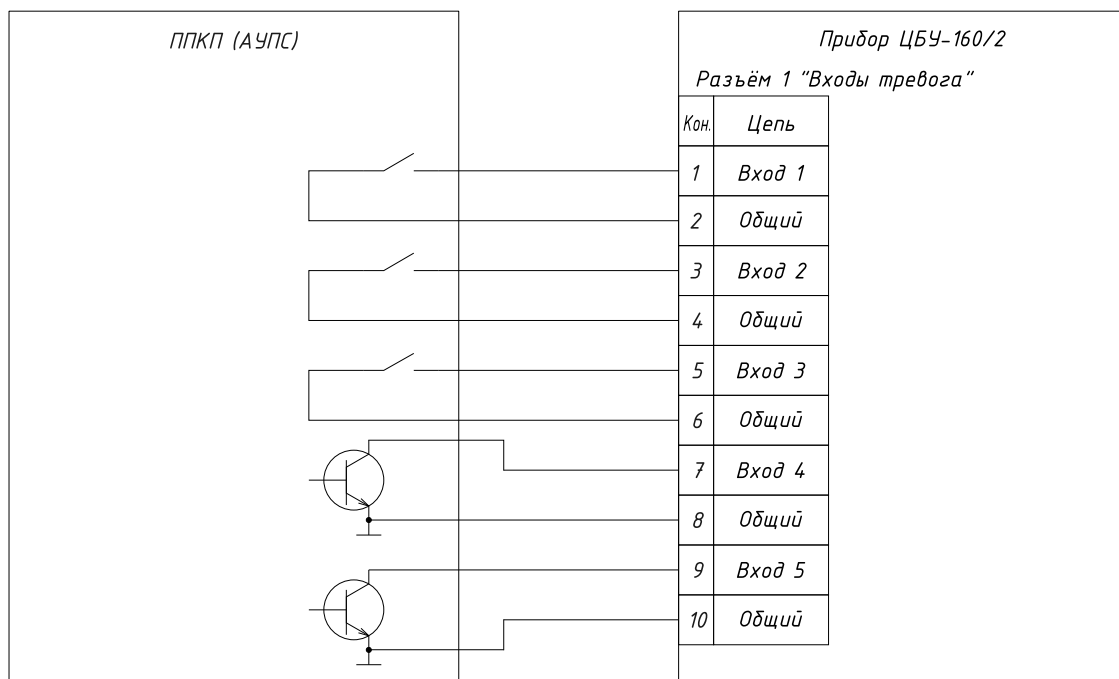 ППКП (АУПС)
Прибор ЦБУ-160/2
Разъём 1 "Входы тревога"
Кон. Цепь
1 Вход 1
2 Общий
3 Вход 2
4 Общий
5 Вход 3
6 Общий
7 Вход 4
8 Общий
9 Вход 5
10 Общий